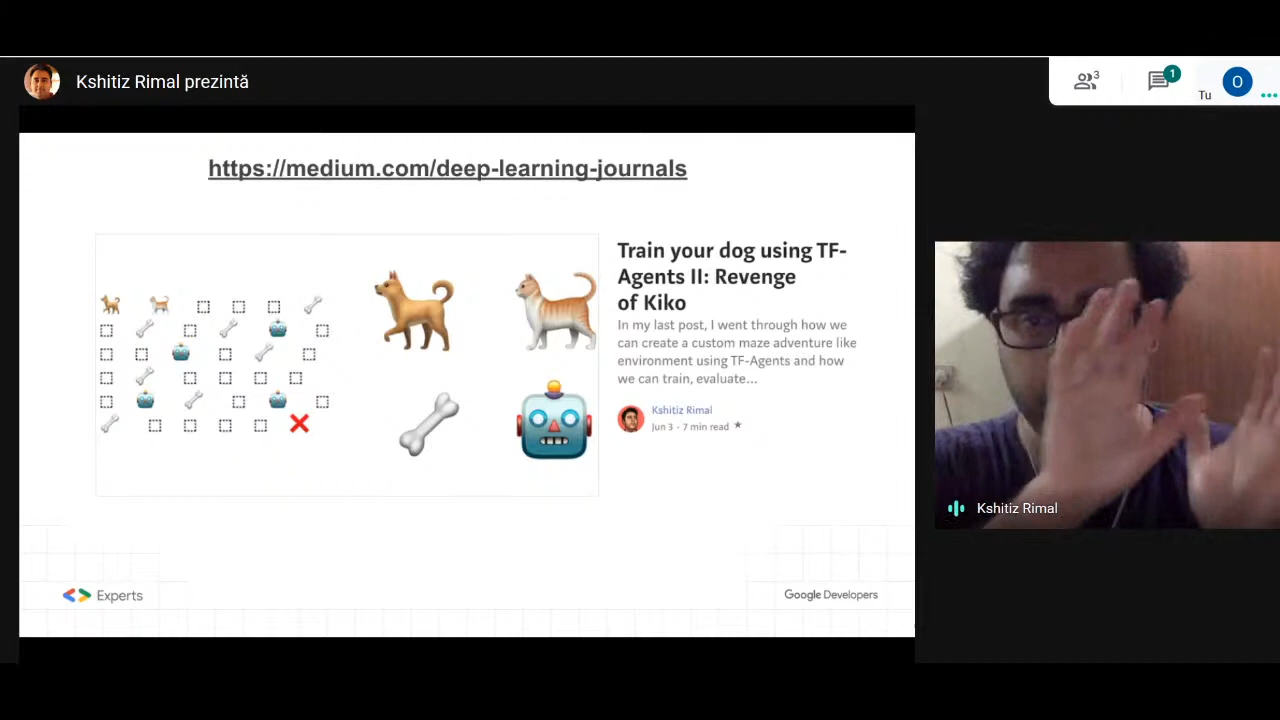 Kshitiz Rimal prezintă
3
1
Tu
O
https://medium.com/deep-learning-journals
Train your dog using TF-
Agents II: Revenge
of Kiko
In my last post, I went through how we
can create a custom maze adventure like
environment using TF-Agents and how
we can train, evaluate...
Kshitiz Rimal
Jun 3 · 7 min read ★
Kshitiz Rimal
Experts
Google Developers